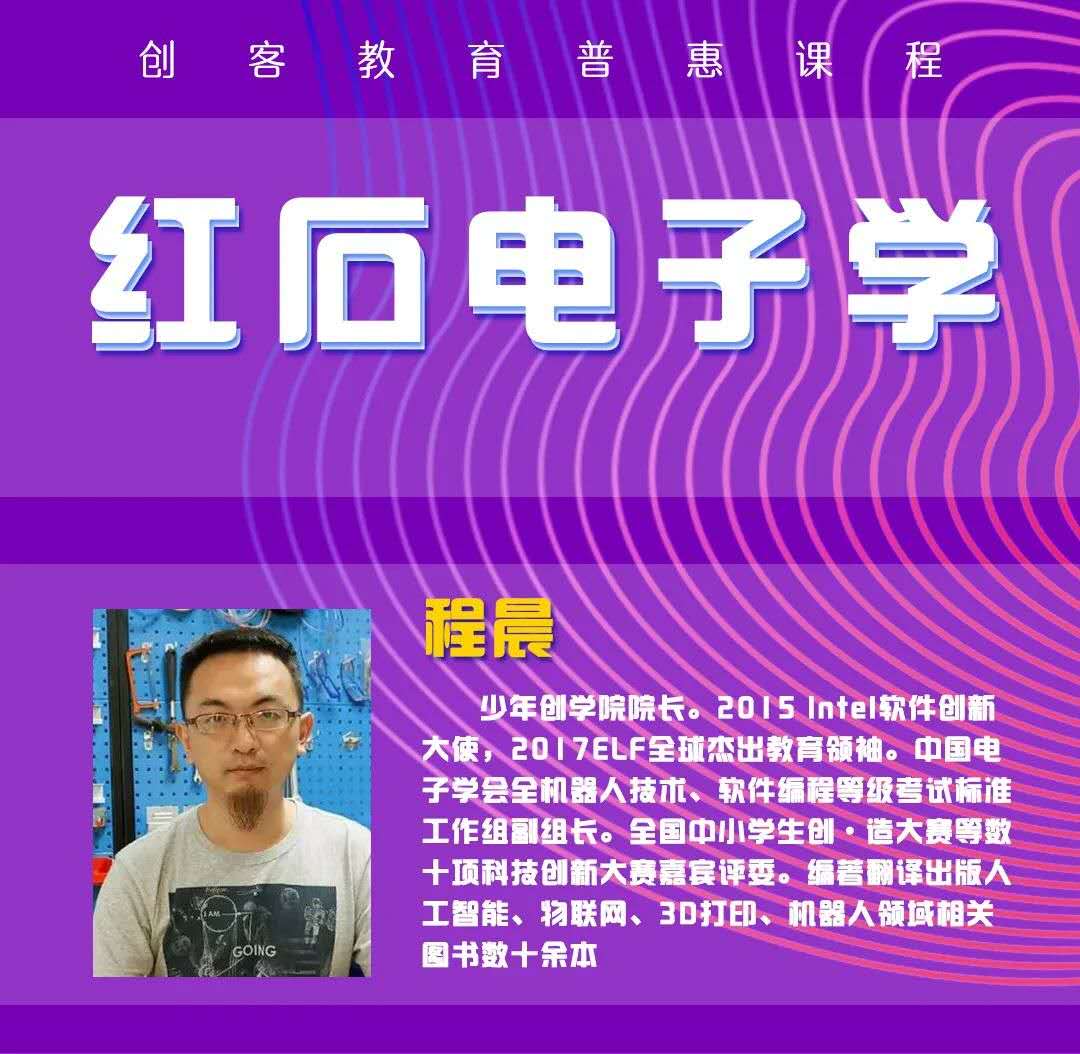 创客教育普惠课程
红石电子学
程晨
少年创学院院长。2015 Intel软件创新
大使，2017ELF全球杰出教育领袖。中国电
子学会全机器人技术、软件编程等级考试标准
工作组副组长。全国中小学生创·造大赛等数
十项科技创新大赛嘉宾评委。编著翻译出版人
工智能、物联网、3D打印、机器人领域相关
图书数十余本
I AM
GOING